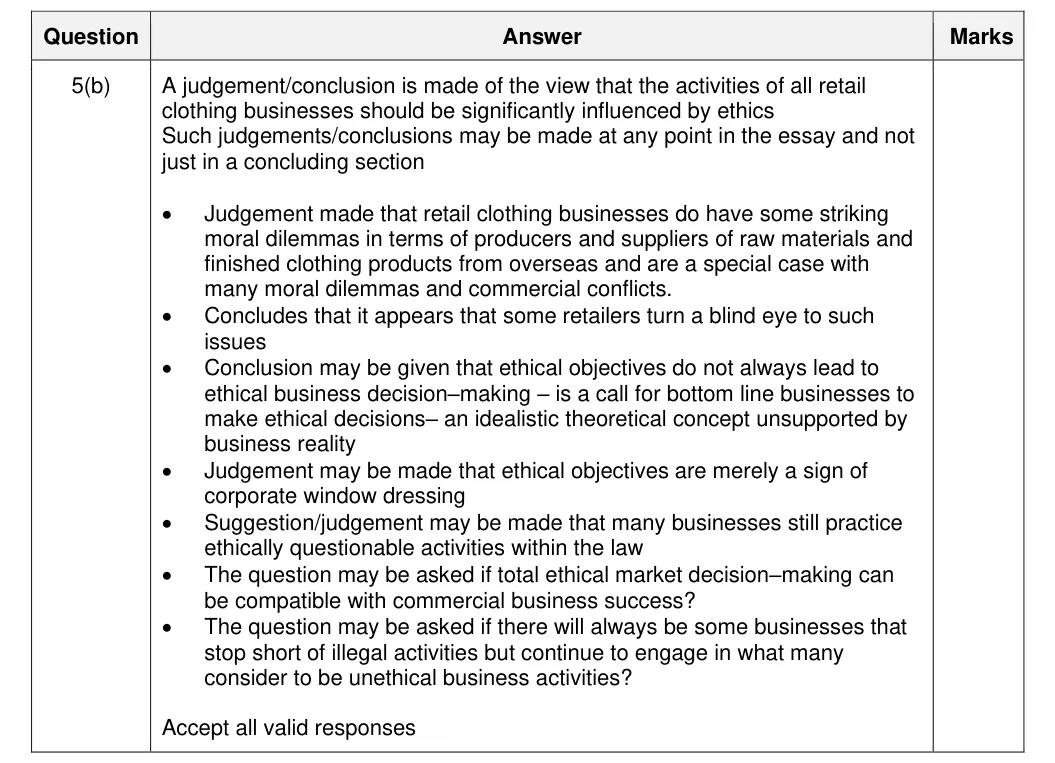 Question Answer Marks
5(b) A judgement/conclusion is made of the view that the activities of all retail
clothing businesses should be significantly influenced by ethics
Such judgements/conclusions may be made at any point in the essay and not
just in a concluding section
• Judgement made that retail clothing businesses do have some striking
moral dilemmas in terms of producers and suppliers of raw materials and
finished clothing products from overseas and are a special case with
many moral dilemmas and commercial conflicts.
• Concludes that it appears that some retailers turn a blind eye to such
issues
• Conclusion may be given that ethical objectives do not always lead to
ethical business decision–making – is a call for bottom line businesses to
make ethical decisions– an idealistic theoretical concept unsupported by
business reality
• Judgement may be made that ethical objectives are merely a sign of
corporate window dressing
• Suggestion/judgement may be made that many businesses still practice
ethically questionable activities within the law
• The question may be asked if total ethical market decision–making can
be compatible with commercial business success?
• The question may be asked if there will always be some businesses that
stop short of illegal activities but continue to engage in what many
consider to be unethical business activities?
Accept all valid responses